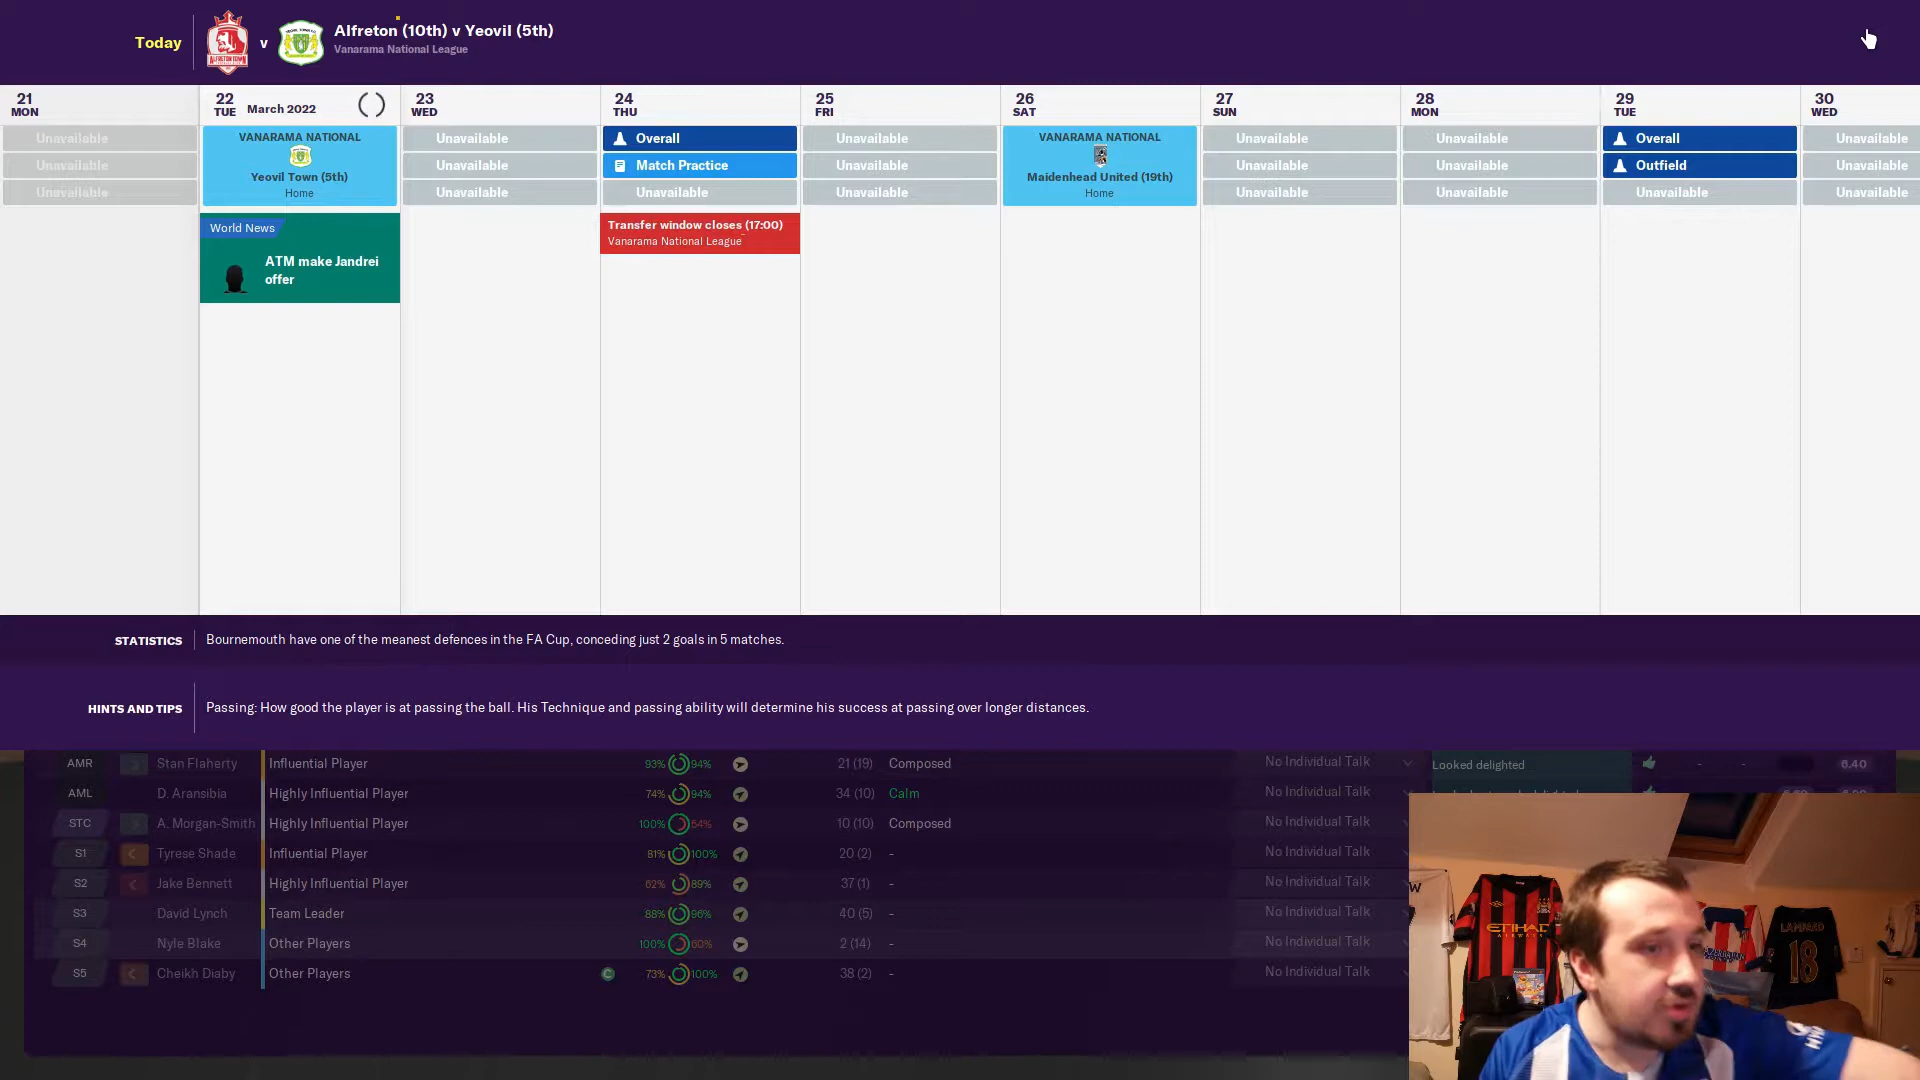 Today
v
Alfreton (10th) v Yeovil (5th)
Vanarama National League
21 MON
22 TUE March 2022
23 WED
24 THU
25 FRI
26 SAT
27 SUN
28 MON
29 TUE
30 WED
Unavailable
Unavailable
Unavailable
VANARAMA NATIONAL
Yeovil Town (5th)
Home
World News
ATM make Jandrei
offer
Unavailable
Unavailable
Unavailable
Overall
Match Practice
Unavailable
Transfer window closes (17:00)
Vanarama National League
Unavailable
Unavailable
Unavailable
VANARAMA NATIONAL
Maidenhead United (19th)
Home
Unavailable
Unavailable
Unavailable
Unavailable
Unavailable
Unavailable
Overall
Outfield
Unavailable
Unavailable
Unavailable
Unavailable
STATISTICS Bournemouth have one of the meanest defences in the FA Cup, conceding just 2 goals in 5 matches.
HINTS AND TIPS Passing: How good the player is at passing the ball. His Technique and passing ability will determine his success at passing over longer distances.
AMR Stan Flaherty Influential Player 93% 94% 21 (19) Composed No Individual Talk Looked delighted - - 6.40
AML D. Aransibia Highly Influential Player 74% 94% 34 (10) Calm No Individual Talk
STC A. Morgan-Smith Highly Influential Player 100% 54% 10 (10) Composed No Individual Talk
S1 Tyrese Shade Influential Player 81% 100% 20 (2) - No Individual Talk
S2 Jake Bennett Highly Influential Player 62% 89% 37 (1) - No Individual Talk
S3 David Lynch Team Leader 88% 96% 40 (5) - No Individual Talk
S4 Nyle Blake Other Players 100% 60% 2 (14) - No Individual Talk
S5 Cheikh Diaby Other Players 73% 100% 38 (2) - No Individual Talk
ETIHAD
AIRWAYS
LAMPARD
18